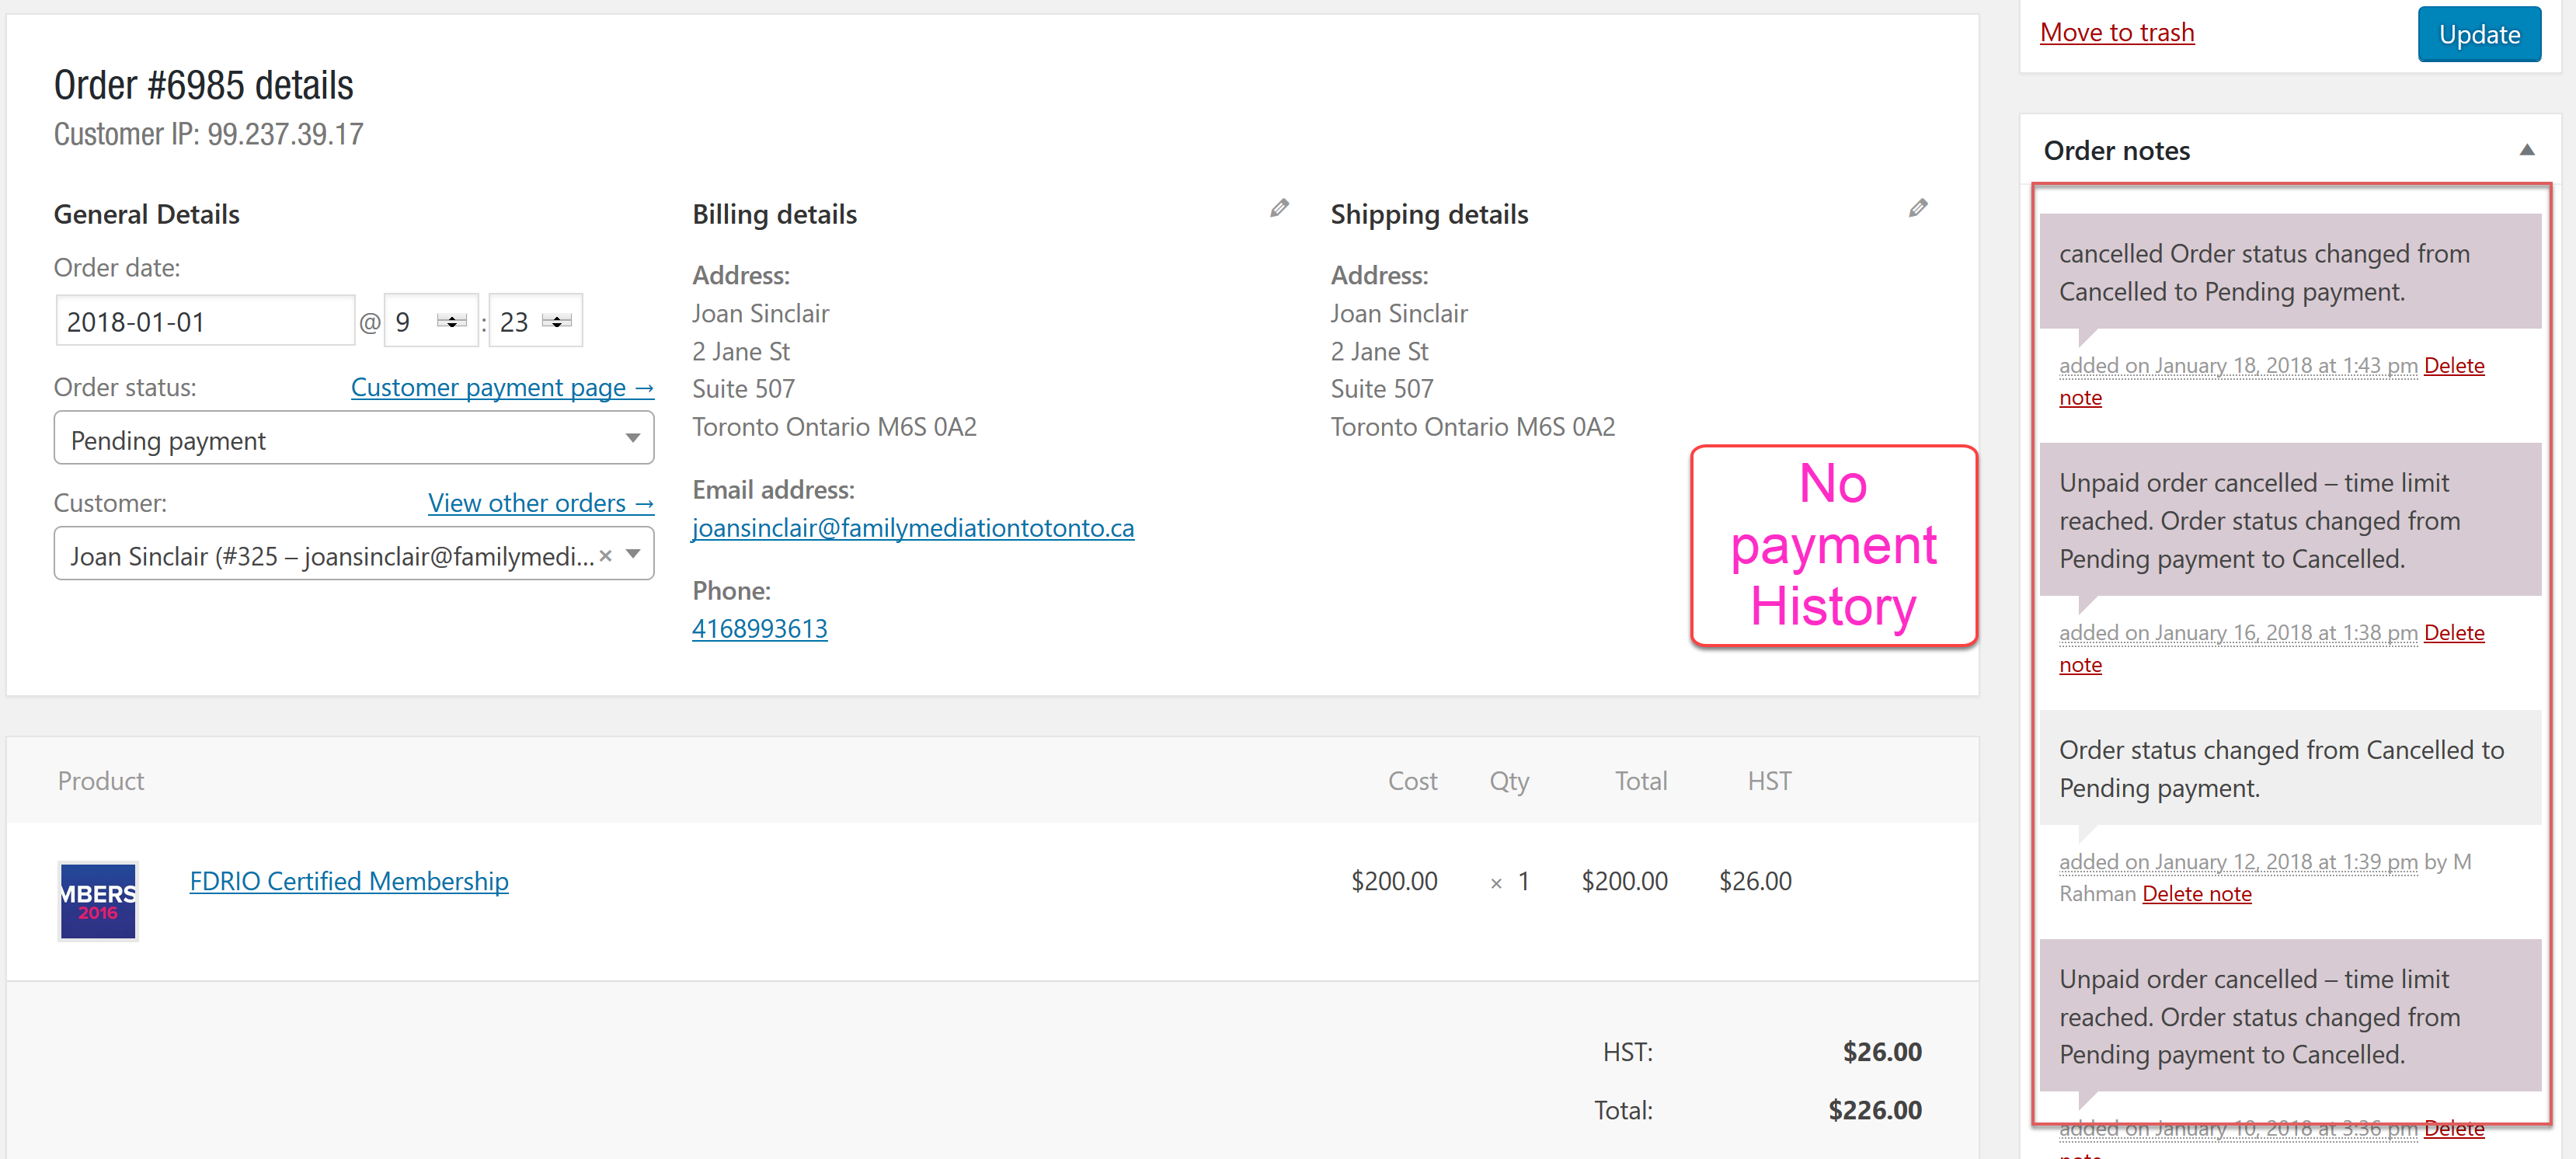 Move to trash
Update
Order #6985 details
Customer IP: 99.237.39.17
General Details
Order date:
2018-01-01 @ 9 : 23
Order status: Customer payment page →
Pending payment
Customer: View other orders →
Joan Sinclair (#325 – joansinclair@familymedi... ×
Billing details
Address:
Joan Sinclair
2 Jane St
Suite 507
Toronto Ontario M6S 0A2
Email address:
joansinclair@familymediationtotonto.ca
Phone:
4168993613
Shipping details
Address:
Joan Sinclair
2 Jane St
Suite 507
Toronto Ontario M6S 0A2
No
payment
History
Product Cost Qty Total HST
MBERS
2016
FDRIO Certified Membership $200.00 × 1 $200.00 $26.00
HST: $26.00
Total: $226.00
Order notes
cancelled Order status changed from
Cancelled to Pending payment.
added on January 18, 2018 at 1:43 pm Delete
note
Unpaid order cancelled – time limit
reached. Order status changed from
Pending payment to Cancelled.
added on January 16, 2018 at 1:38 pm Delete
note
Order status changed from Cancelled to
Pending payment.
added on January 12, 2018 at 1:39 pm by M
Rahman Delete note
Unpaid order cancelled – time limit
reached. Order status changed from
Pending payment to Cancelled.
added on January 10, 2018 at 3:36 pm Delete